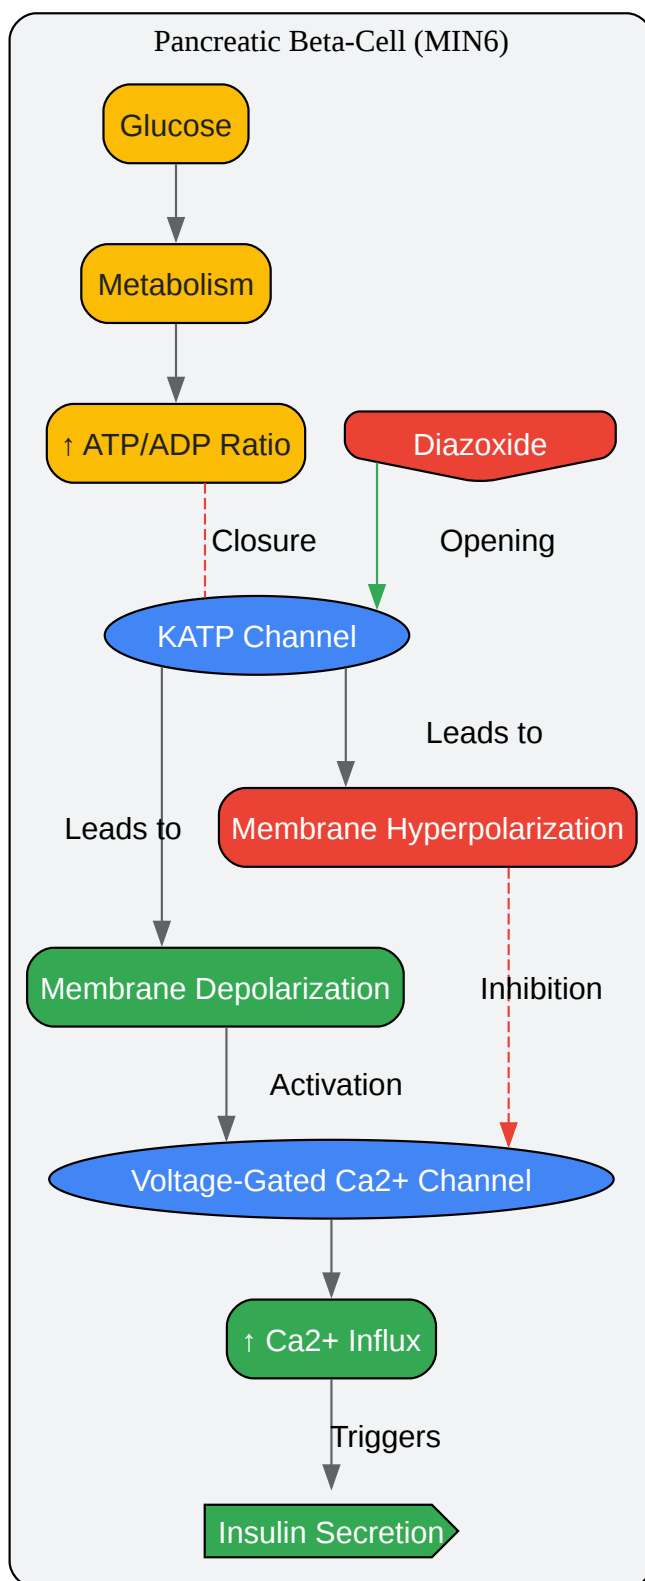 Pancreatic Beta-Cell (MIN6)
Glucose
Metabolism
↑ ATP/ADP Ratio
Diazoxide
Closure
Opening
KATP Channel
Leads to
Membrane Hyperpolarization
Leads to
Membrane Depolarization
Inhibition
Activation
Voltage-Gated Ca2+ Channel
↑ Ca2+ Influx
Triggers
Insulin Secretion